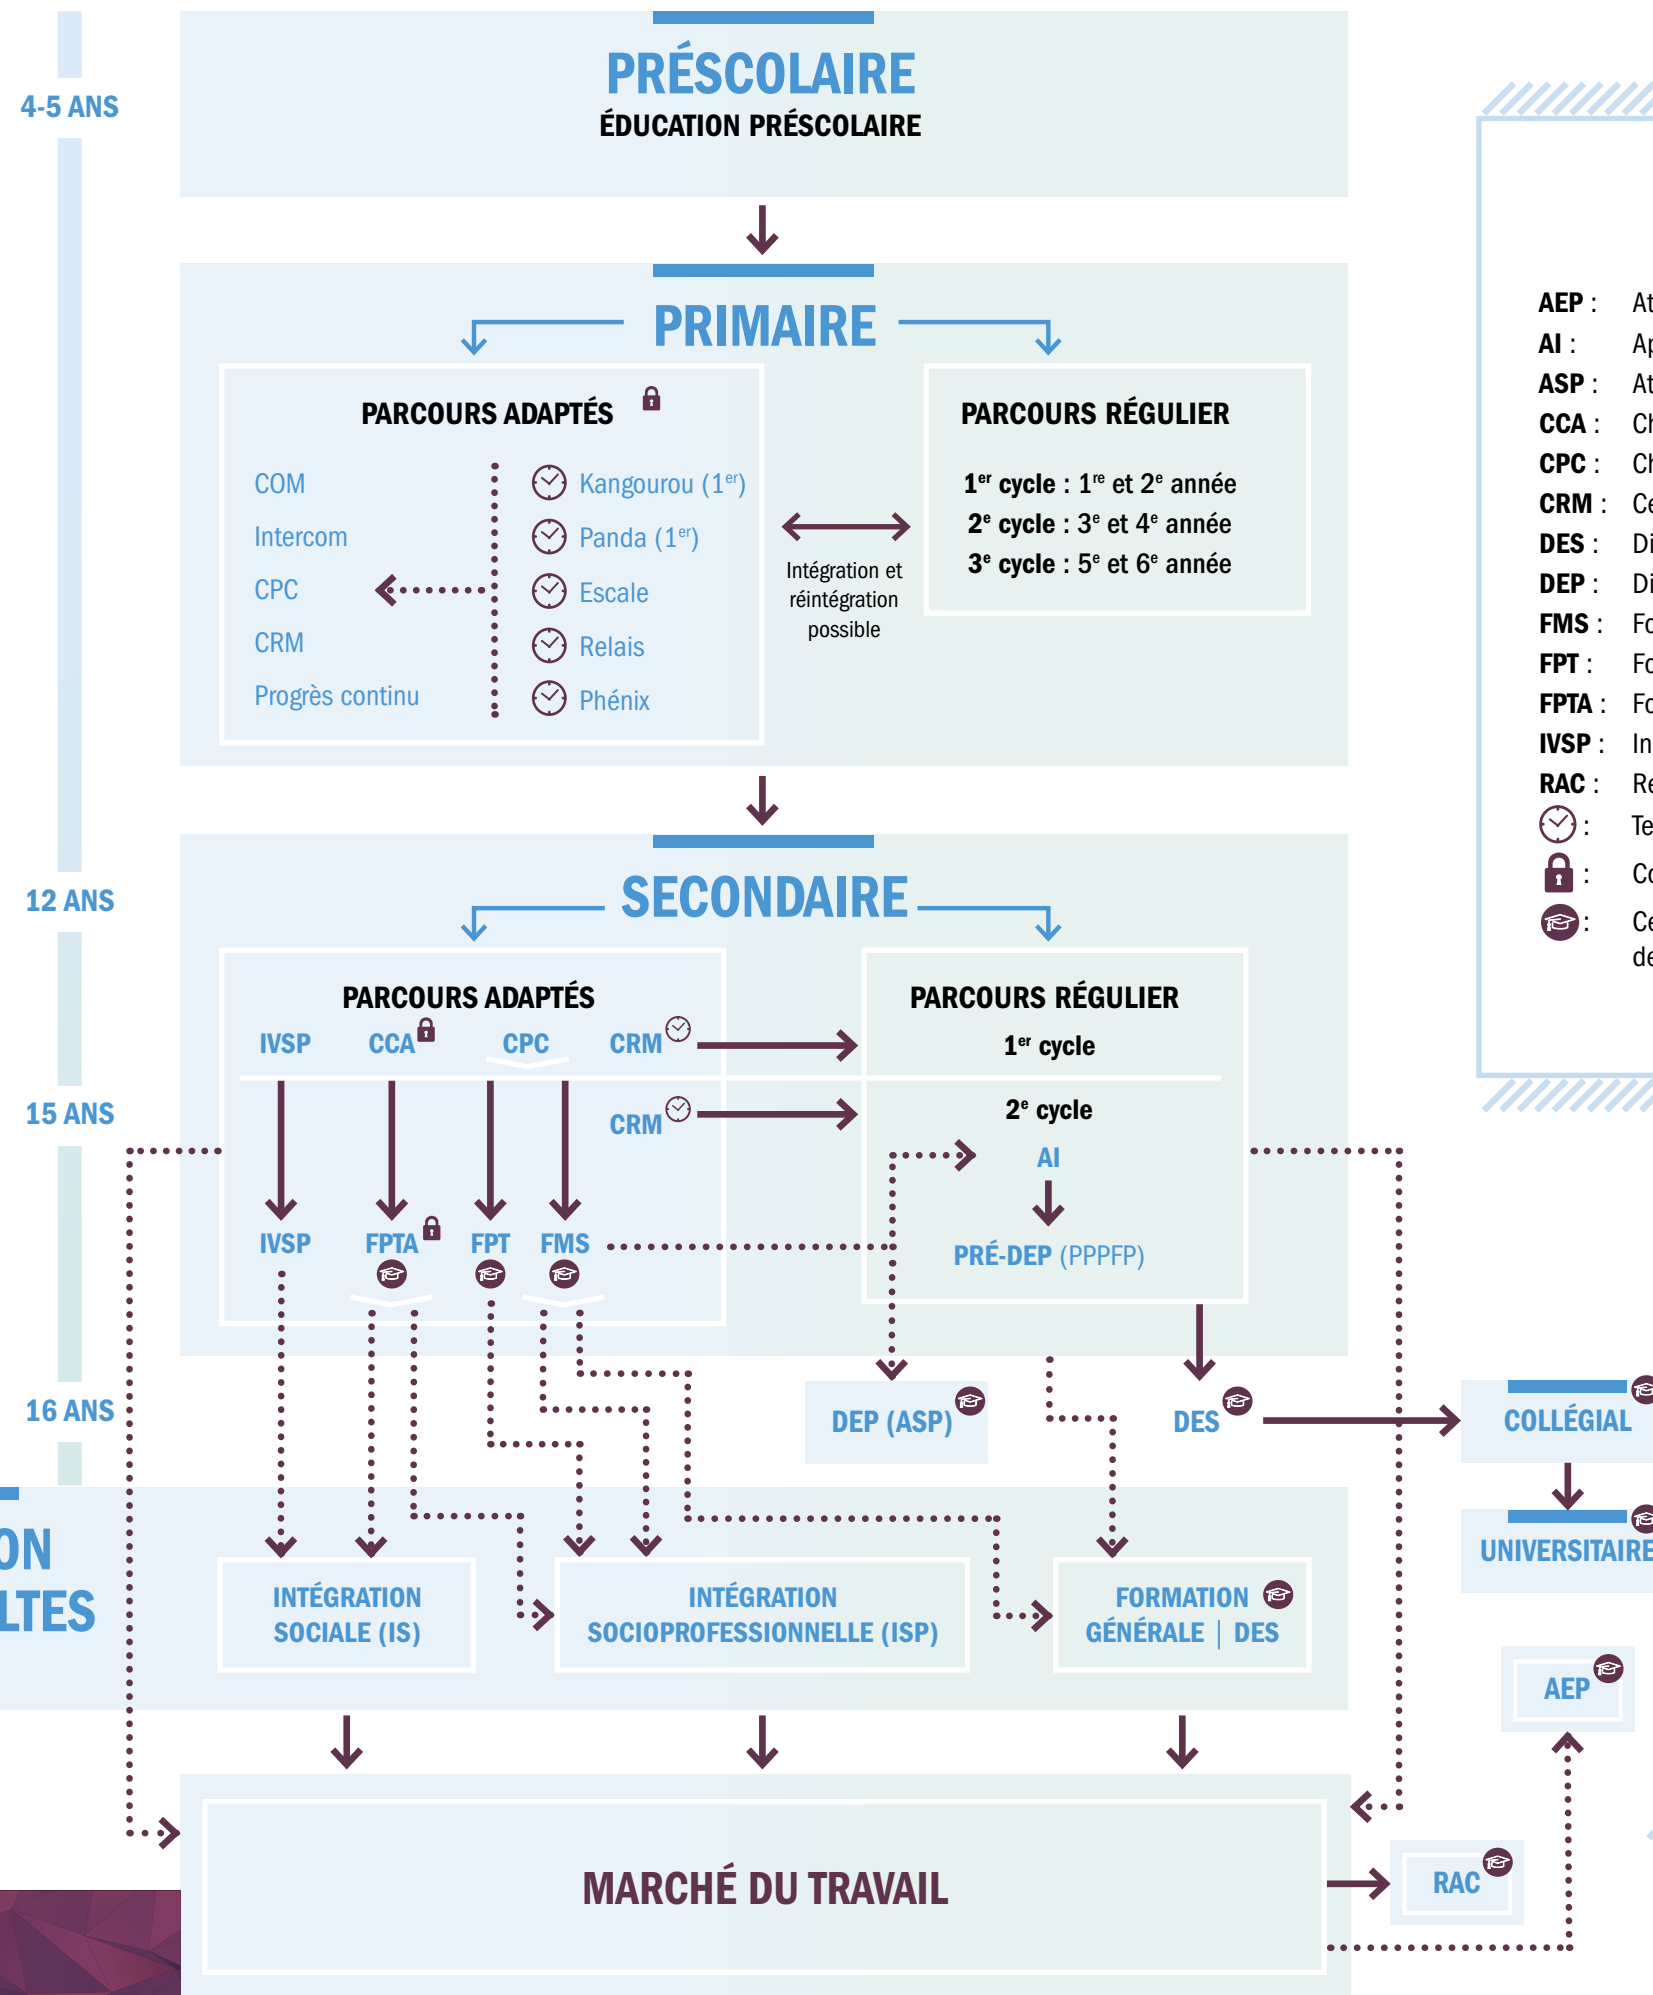 4-5 ANS
PRÉSCOLAIRE
ÉDUCATION PRÉSCOLAIRE
PRIMAIRE
PARCOURS ADAPTÉS
COM
Intercom
CPC
CRM
Progrès continu
Kangourou (1er)
Panda (1er)
Escale
Relais
Phénix
Intégration et
réintégration
possible
PARCOURS RÉGULIER
1er cycle : 1re et 2e année
2e cycle : 3e et 4e année
3e cycle : 5e et 6e année
AEP :
AI :
ASP :
CCA :
CPC :
CRM :
DES :
DEP :
FMS :
FPT :
FPTA :
IVSP :
RAC :
:
:
:
12 ANS
SECONDAIRE
PARCOURS ADAPTÉS
IVSP CCA CPC CRM
PARCOURS RÉGULIER
1er cycle
15 ANS
CRM
2e cycle
AI
IVSP FPTA FPT FMS
PRÉ-DEP (PPPFP)
16 ANS
DEP (ASP)
DES
COLLÉGIAL
UNIVERSITAIRE
ON
LTES
INTÉGRATION
SOCIALE (IS)
INTÉGRATION
SOCIOPROFESSIONNELLE (ISP)
FORMATION
GÉNÉRALE | DES
AEP
MARCHÉ DU TRAVAIL
RAC